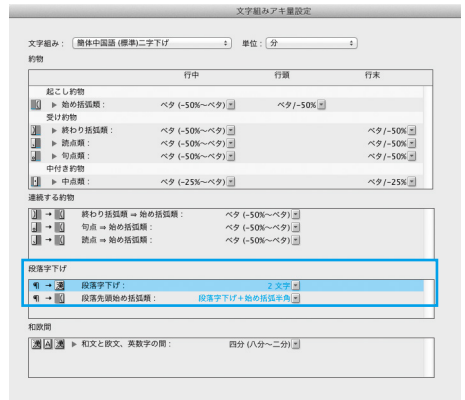 文字組みアキ量設定
文字組み： 簡体中国語 (標準)二字下げ 単位： 分
約物
行中 行頭 行末
起こし約物
始め括弧類： ベタ (-50%～ベタ) ベタ/-50%
受け約物
終わり括弧類： ベタ (-50%～ベタ) ベタ/-50%
読点類： ベタ (-50%～ベタ) ベタ/-50%
句点類： ベタ (-50%～ベタ) ベタ/-50%
中付き約物
中点類： ベタ (-25%～ベタ) ベタ/-25%
連続する約物
終わり括弧類 ⇒ 始め括弧類： ベタ (-50%～ベタ)
句点 ⇒ 始め括弧類： ベタ (-50%～ベタ)
読点 ⇒ 始め括弧類： ベタ (-50%～ベタ)
段落字下げ
¶ → 漢 段落字下げ： 2 文字
¶ → 段落先頭始め括弧類： 段落字下げ+始め括弧半角
和欧間
漢 A 漢 和文と欧文、英数字の間： 四分 (八分～二分)